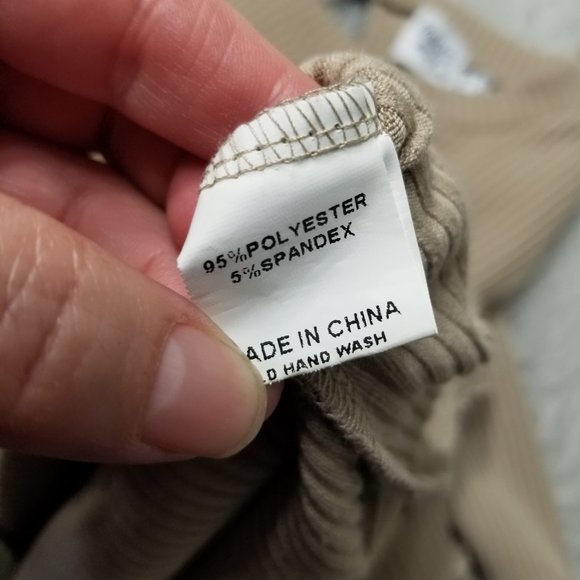 95%POLYESTER
5%SPANDEX
ADE IN CHINA
D HAND WASH